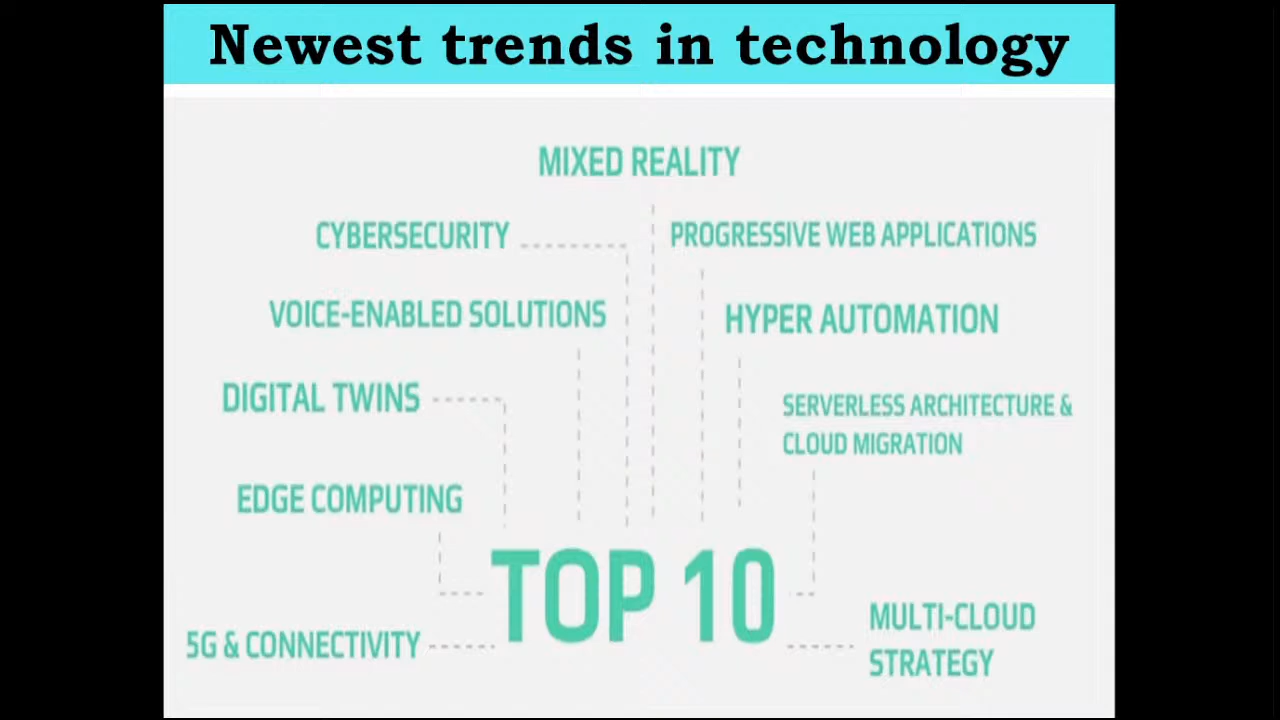 Newest trends in technology
MIXED REALITY
CYBERSECURITY
PROGRESSIVE WEB APPLICATIONS
VOICE-ENABLED SOLUTIONS
HYPER AUTOMATION
DIGITAL TWINS
SERVERLESS ARCHITECTURE &
CLOUD MIGRATION
EDGE COMPUTING
TOP 10
5G & CONNECTIVITY
MULTI-CLOUD
STRATEGY